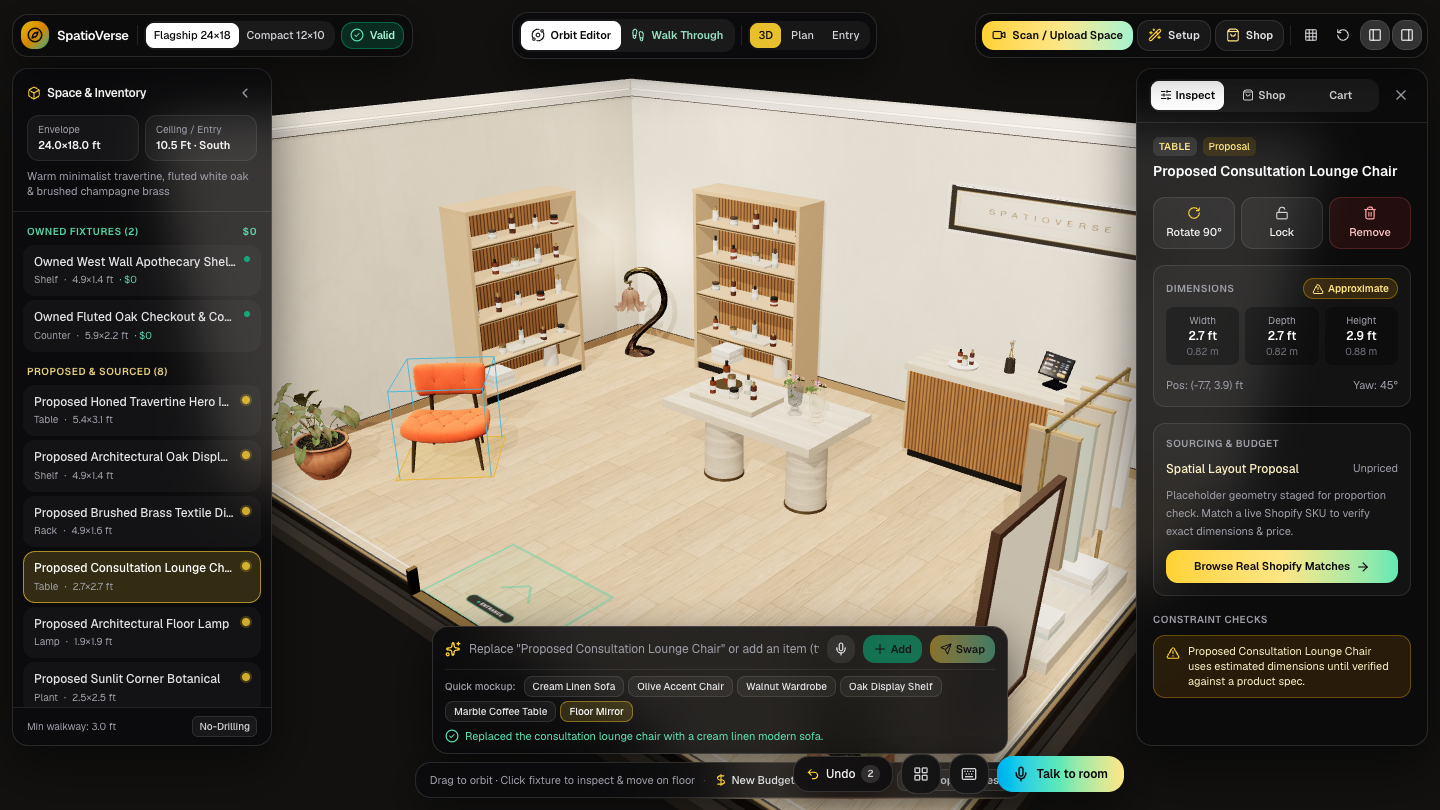 SpatioVerse
Flagship 24×18
Compact 12×10
Valid
Orbit Editor
Walk Through
3D
Plan
Entry
Scan / Upload Space
Setup
Shop
Space & Inventory
Envelope
24.0×18.0 ft
Ceiling / Entry
10.5 Ft · South
Warm minimalist travertine, fluted white oak
& brushed champagne brass
OWNED FIXTURES (2)
$0
Owned West Wall Apothecary Shel...
Shelf · 4.9×1.4 ft · $0
Owned Fluted Oak Checkout & Co...
Counter · 5.9×2.2 ft · $0
PROPOSED & SOURCED (8)
Proposed Honed Travertine Hero I...
Table · 5.4×3.1 ft
Proposed Architectural Oak Displ...
Shelf · 4.9×1.4 ft
Proposed Brushed Brass Textile Di...
Rack · 4.9×1.6 ft
Proposed Consultation Lounge Ch...
Table · 2.7×2.7 ft
Proposed Architectural Floor Lamp
Lamp · 1.9×1.9 ft
Proposed Sunlit Corner Botanical
Plant · 2.5×2.5 ft
Min walkway: 3.0 ft
No-Drilling
SPATIOVERSE
ENTRANCE
Replace "Proposed Consultation Lounge Chair" or add an item (t
Add
Swap
Quick mockup:
Cream Linen Sofa
Olive Accent Chair
Walnut Wardrobe
Oak Display Shelf
Marble Coffee Table
Floor Mirror
Replaced the consultation lounge chair with a cream linen modern sofa.
Drag to orbit · Click fixture to inspect & move on floor
·
$ New Budget
Undo 2
Talk to room
Inspect
Shop
Cart
TABLE
Proposal
Proposed Consultation Lounge Chair
Rotate 90°
Lock
Remove
DIMENSIONS
Approximate
Width
2.7 ft
0.82 m
Depth
2.7 ft
0.82 m
Height
2.9 ft
0.88 m
Pos: (-7.7, 3.9) ft
Yaw: 45°
SOURCING & BUDGET
Spatial Layout Proposal
Unpriced
Placeholder geometry staged for proportion
check. Match a live Shopify SKU to verify
exact dimensions & price.
Browse Real Shopify Matches
CONSTRAINT CHECKS
Proposed Consultation Lounge Chair
uses estimated dimensions until verified
against a product spec.